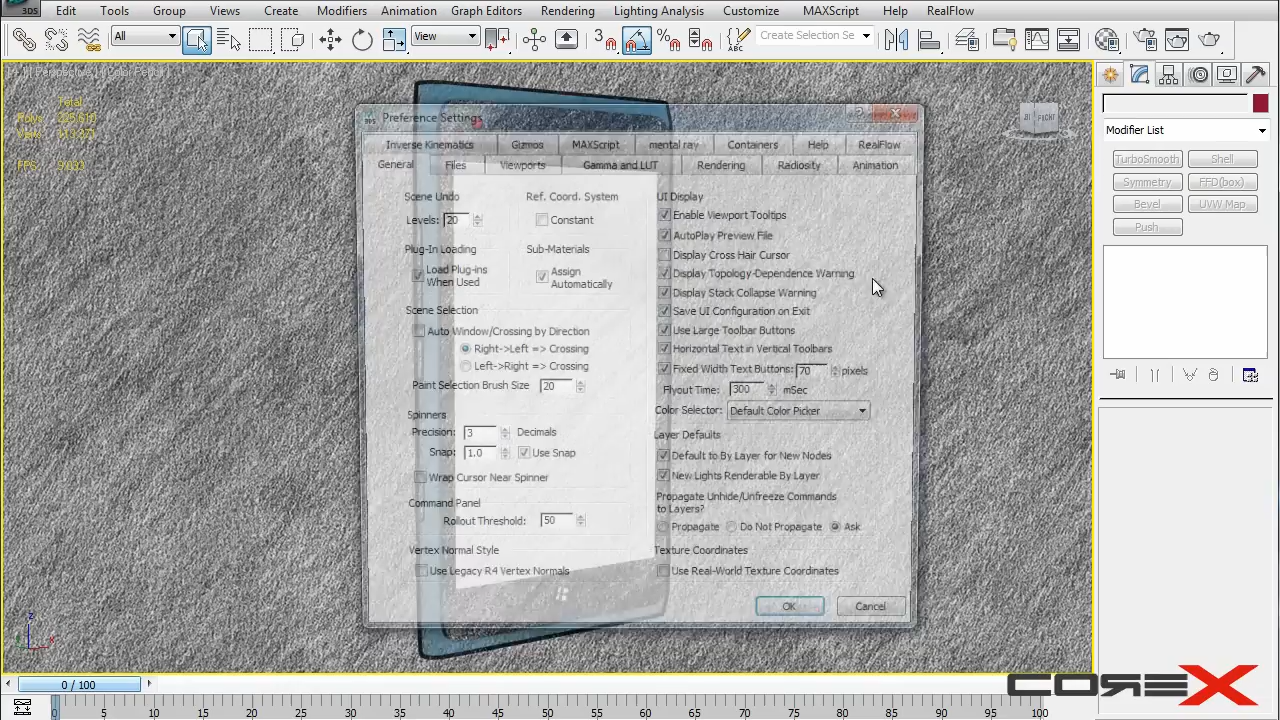 3DS Edit Tools Group Views Create Modifiers Animation Graph Editors Rendering Lighting Analysis Customize MAXScript Help RealFlow
All View 3 Create Selection Se
Total
Polys:
Verts:
FPS:
FRONT
Modifier List
TurboSmooth Shell
Symmetry FFD(box)
Bevel UVW Map
Push
Preference Settings
Inverse Kinematics Gizmos MAXScript mental ray Containers Help RealFlow
General Files Viewports Gamma and LUT Rendering Radiosity Animation
Scene Undo
Levels: 20
Ref. Coord. System
Constant
Plug-In Loading
Load Plug-ins
When Used
Sub-Materials
Assign
Automatically
Scene Selection
Auto Window/Crossing by Direction
Right->Left => Crossing
Left->Right => Crossing
Paint Selection Brush Size 20
Spinners
Precision: 3 Decimals
Snap: 1.0 Use Snap
Wrap Cursor Near Spinner
Command Panel
Rollout Threshold: 50
Vertex Normal Style
Use Legacy R4 Vertex Normals
UI Display
Enable Viewport Tooltips
AutoPlay Preview File
Display Cross Hair Cursor
Display Topology-Dependence Warning
Display Stack Collapse Warning
Save UI Configuration on Exit
Use Large Toolbar Buttons
Horizontal Text in Vertical Toolbars
Fixed Width Text Buttons: 70 pixels
Flyout Time: 300 mSec
Color Selector: Default Color Picker
Layer Defaults
Default to By Layer for New Nodes
New Lights Renderable By Layer
Propagate Unhide/Unfreeze Commands
to Layers?
Propagate Do Not Propagate Ask
Texture Coordinates
Use Real-World Texture Coordinates
OK Cancel
z
x
0 / 100
0 5 10 15 20 25 30 35 40 45 50 55 60 65 70 75 80 85 90 95 100
COREX